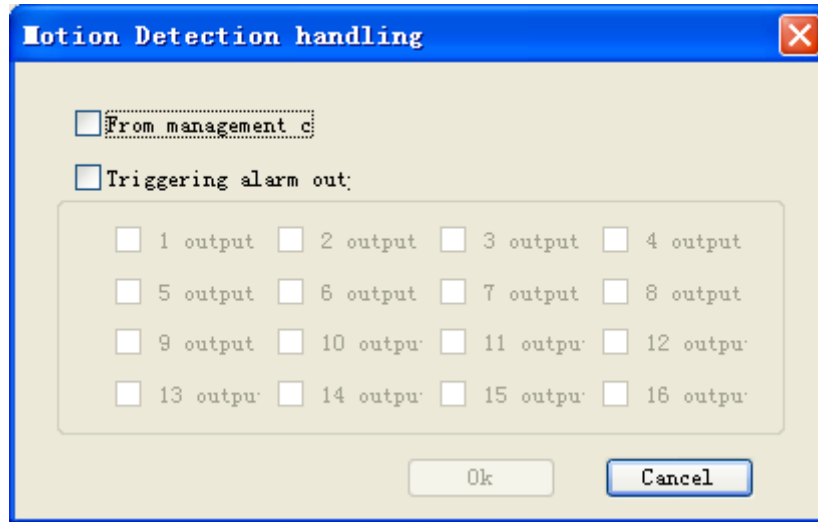 Motion Detection handling
From management c
Triggering alarm out
1 output 2 output 3 output 4 output
5 output 6 output 7 output 8 output
9 output 10 outpu 11 outpu 12 outpu
13 outpu 14 outpu 15 outpu 16 outpu
Ok Cancel